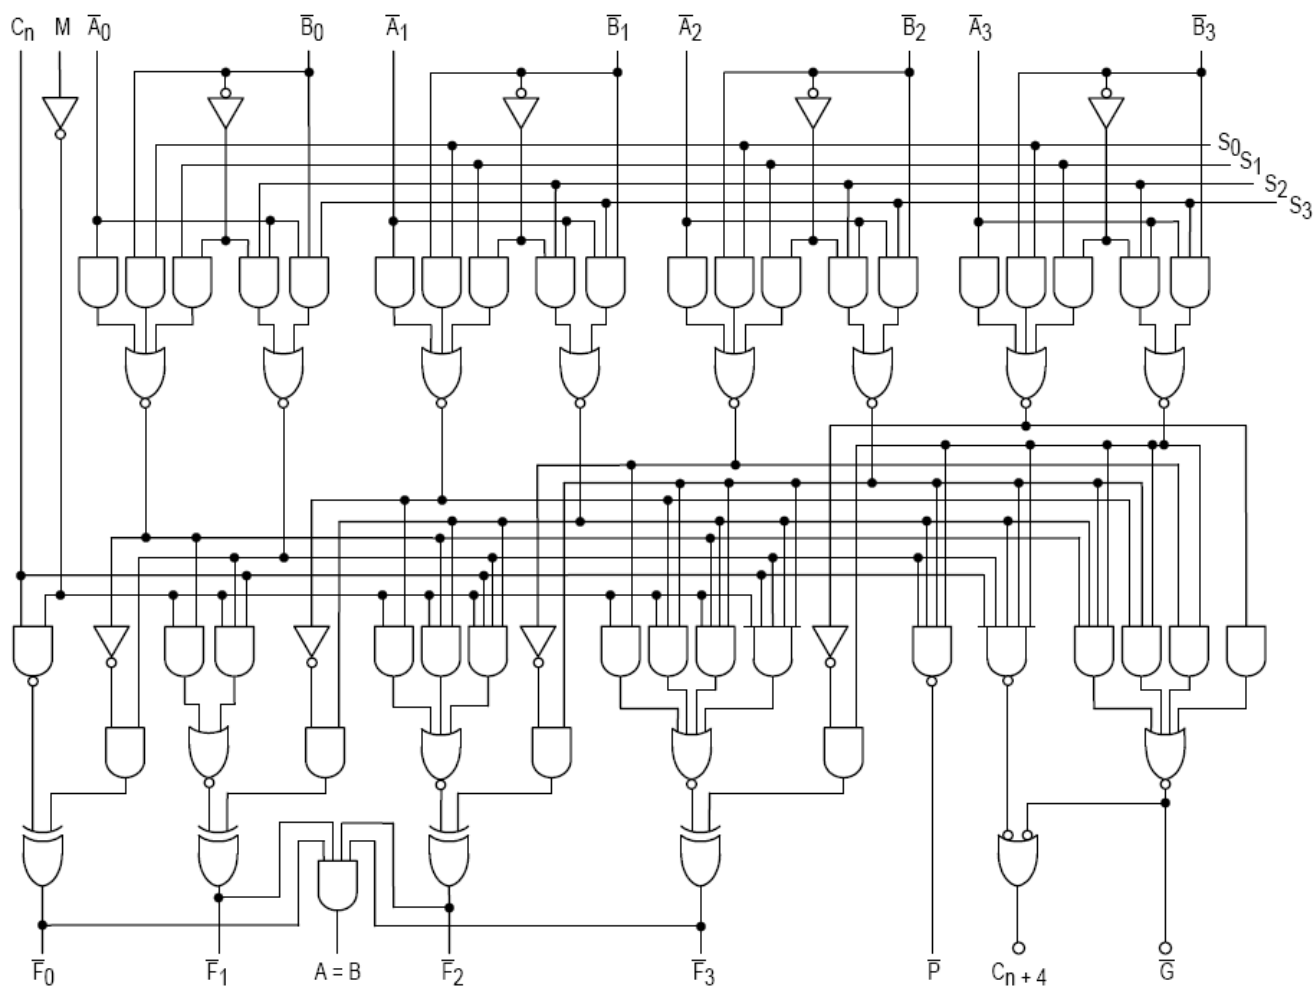 Cn M A̅0 B̅0 A̅1 B̅1 A̅2 B̅2 A̅3 B̅3
S0
S1
S2
S3
F̅0 F̅1 A = B F̅2 F̅3 P̅ Cn + 4 G̅